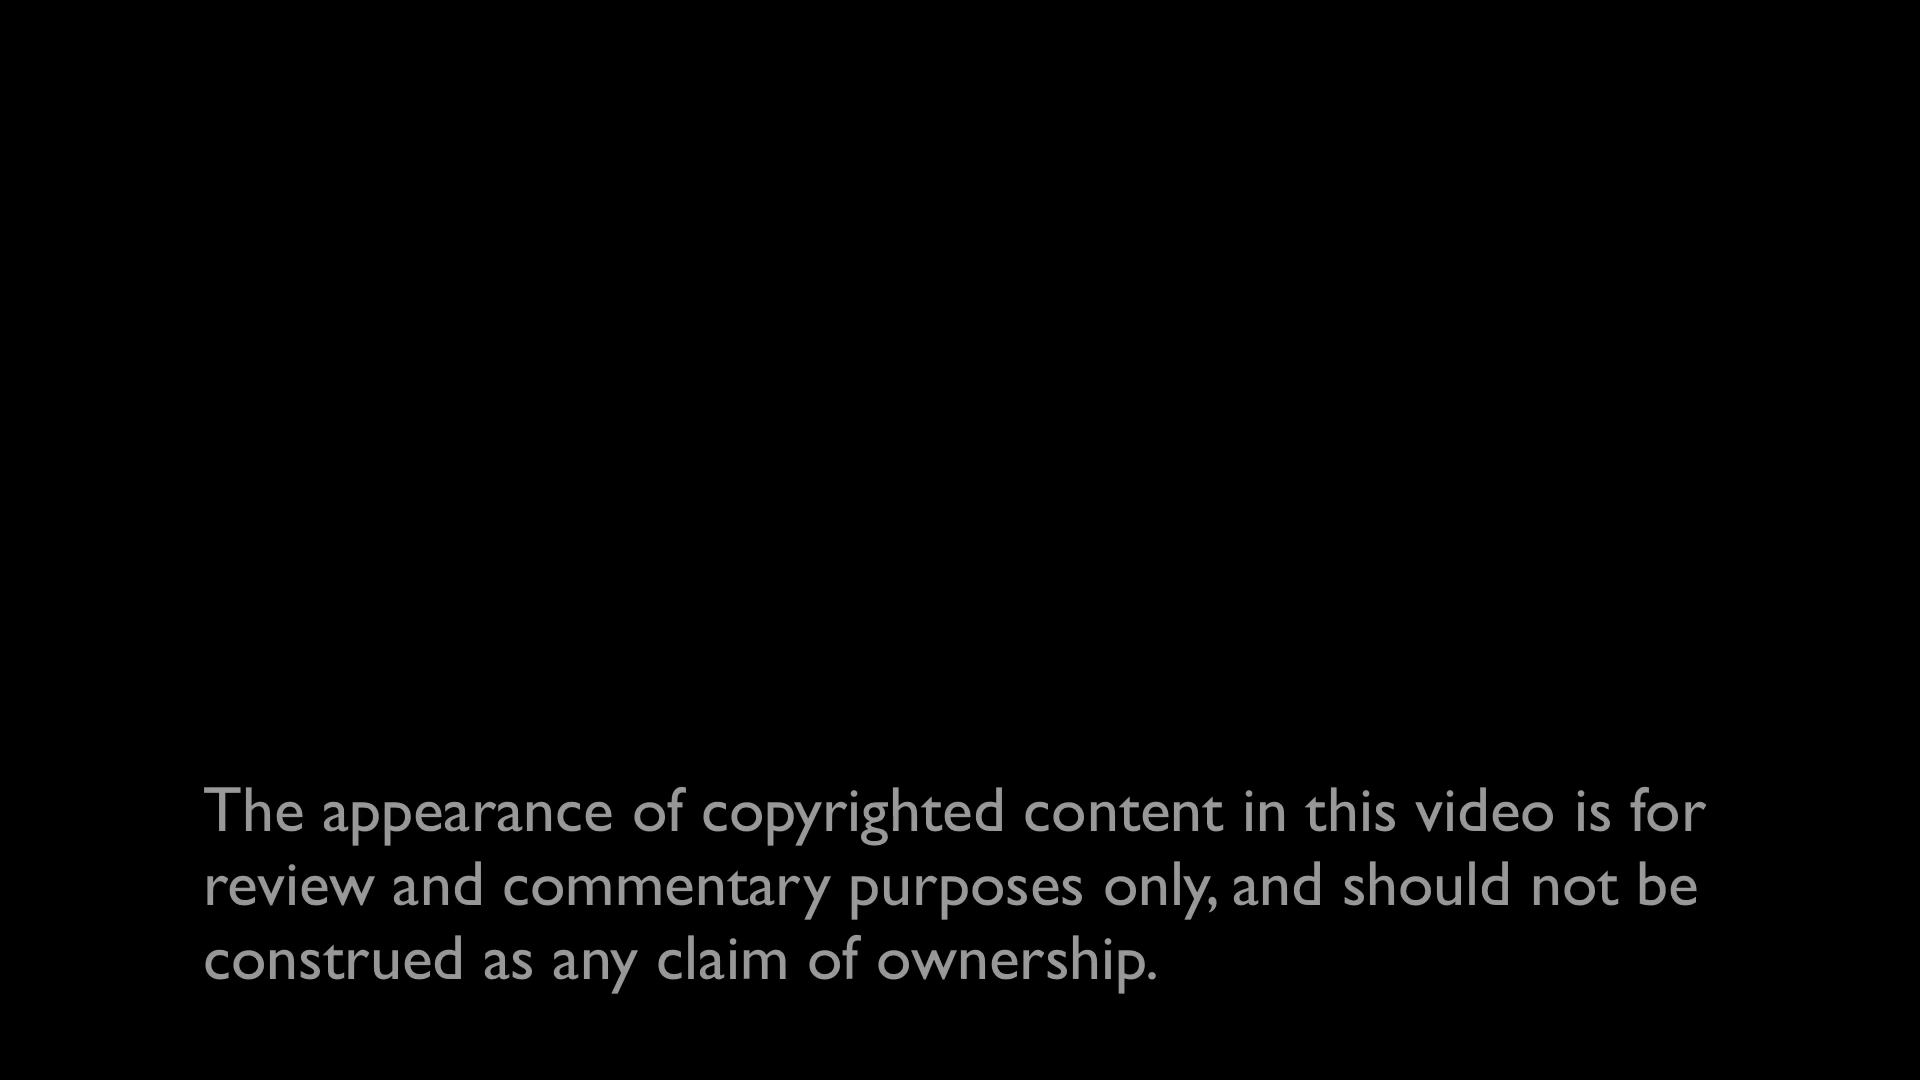 The appearance of copyrighted content in this video is for
review and commentary purposes only, and should not be
construed as any claim of ownership.